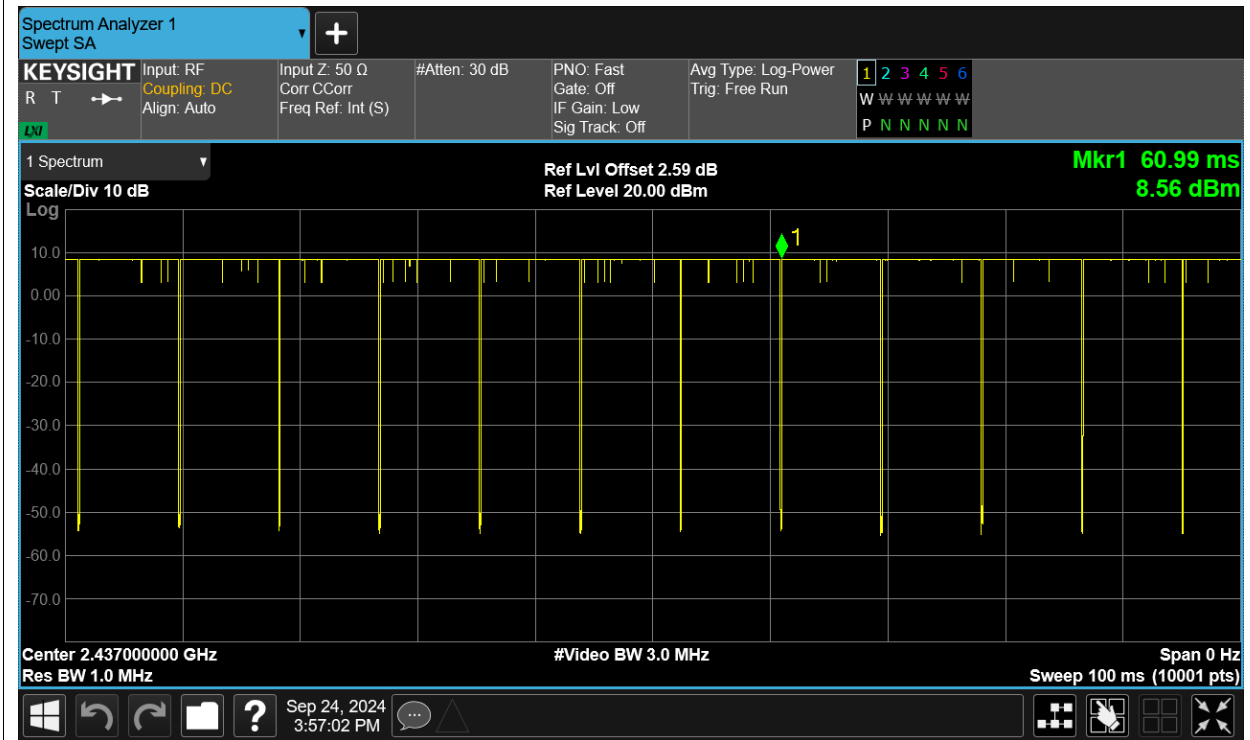 Spectrum Analyzer 1
Swept SA
KEYSIGHT Input: RF Input Z: 50 Ω #Atten: 30 dB PNO: Fast Avg Type: Log-Power 1 2 3 4 5 6
R T Coupling: DC Corr CCorr Gate: Off Trig: Free Run W W W W W W
Align: Auto Freq Ref: Int (S) IF Gain: Low
LXI Sig Track: Off P N N N N N
1 Spectrum Ref Lvl Offset 2.59 dB Mkr1 60.99 ms
Scale/Div 10 dB Ref Level 20.00 dBm 8.56 dBm
Log
1
10.0
0.00
-10.0
-20.0
-30.0
-40.0
-50.0
-60.0
-70.0
Center 2.437000000 GHz #Video BW 3.0 MHz Span 0 Hz
Res BW 1.0 MHz Sweep 100 ms (10001 pts)
? Sep 24, 2024
3:57:02 PM